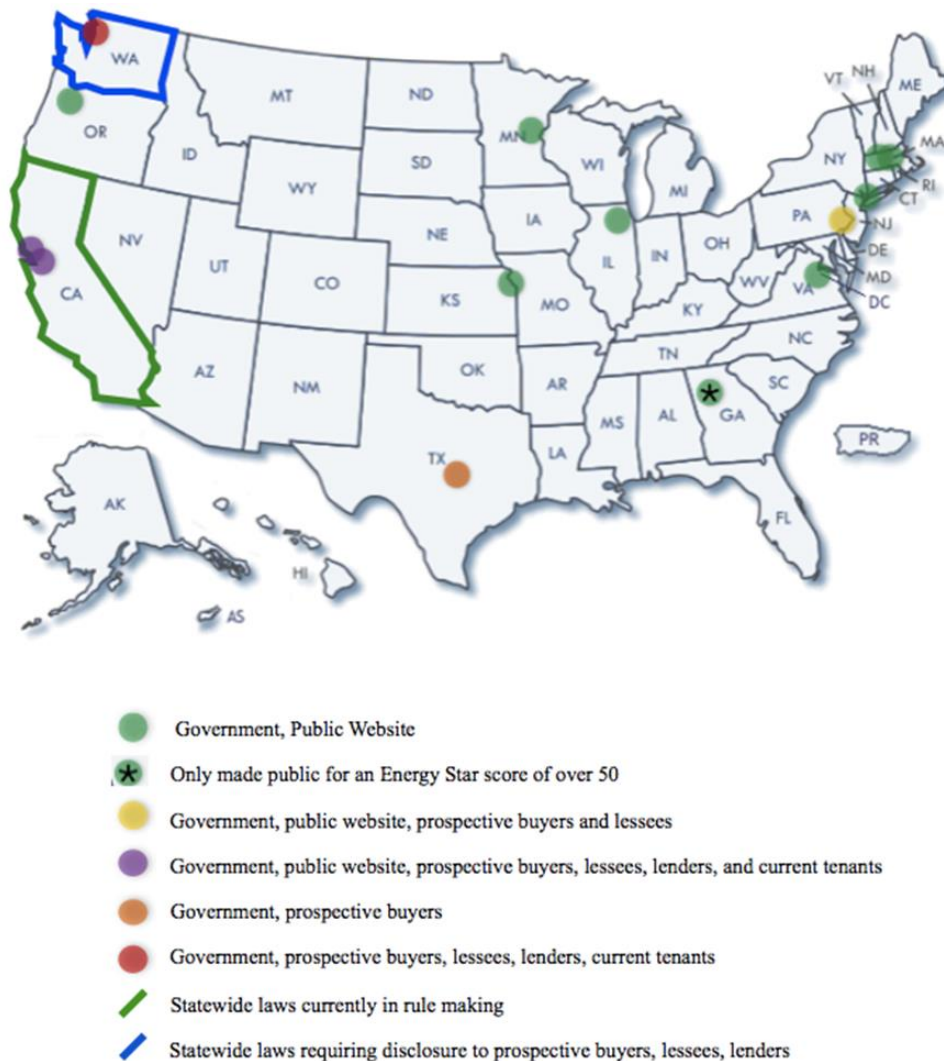 WA
MT
ND
MN
VT
NH
ME
OR
ID
SD
WI
MI
NY
MA
RI
CT
WY
IA
PA
NJ
NV
NE
IL
IN
OH
DE
MD
UT
CO
KS
MO
WV
VA
DC
CA
KY
NC
AZ
NM
OK
AR
TN
SC
MS
AL
GA
TX
LA
PR
AK
FL
HI
AS
Government, Public Website
* Only made public for an Energy Star score of over 50
Government, public website, prospective buyers and lessees
Government, public website, prospective buyers, lessees, lenders, and current tenants
Government, prospective buyers
Government, prospective buyers, lessees, lenders, current tenants
Statewide laws currently in rule making
Statewide laws requiring disclosure to prospective buyers, lessees, lenders